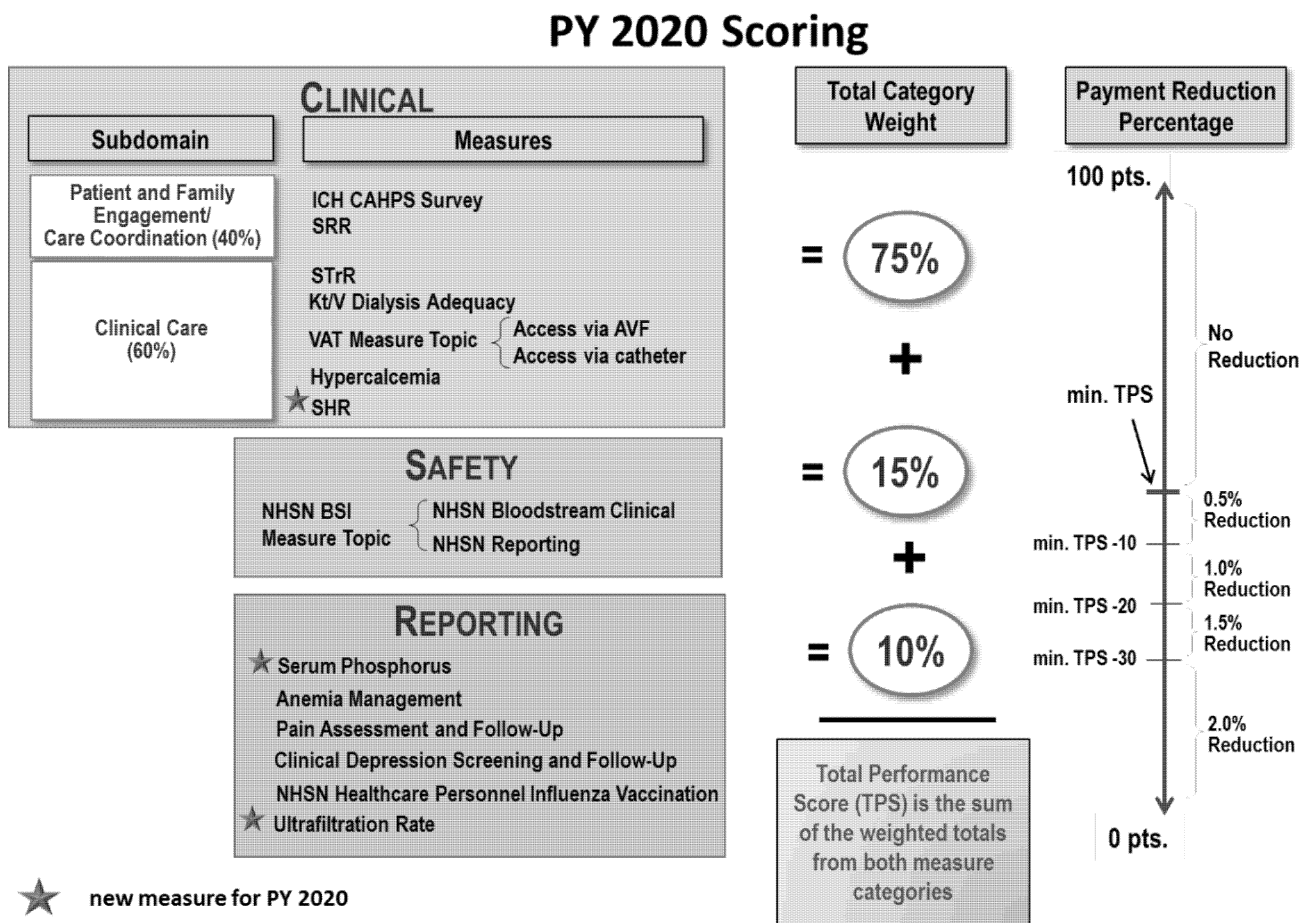 PY 2020 Scoring
CLINICAL
Subdomain
Measures
Patient and Family
Engagement/
Care Coordination (40%)
ICH CAHPS Survey
SRR
Clinical Care
(60%)
STrR
Kt/V Dialysis Adequacy
VAT Measure Topic
Access via AVF
Access via catheter
Hypercalcemia
SHR
SAFETY
NHSN BSI
Measure Topic
NHSN Bloodstream Clinical
NHSN Reporting
REPORTING
Serum Phosphorus
Anemia Management
Pain Assessment and Follow-Up
Clinical Depression Screening and Follow-Up
NHSN Healthcare Personnel Influenza Vaccination
Ultrafiltration Rate
new measure for PY 2020
Total Category
Weight
= 75%
+
= 15%
+
= 10%
Total Performance
Score (TPS) is the sum
of the weighted totals
from both measure
categories
Payment Reduction
Percentage
100 pts.
No
Reduction
min. TPS
0.5%
Reduction
min. TPS -10
1.0%
Reduction
min. TPS -20
1.5%
Reduction
min. TPS -30
2.0%
Reduction
0 pts.